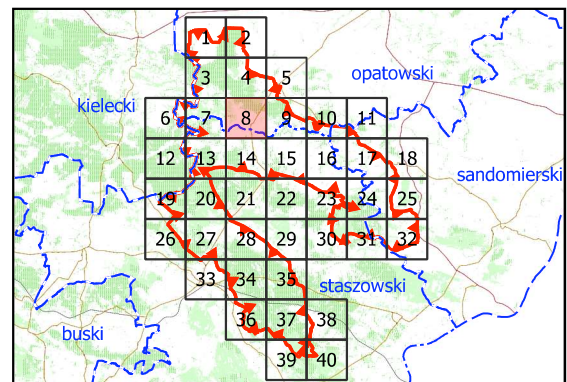 1 2
3 4 5
opatowski
kielecki
6 7 8 9 10 11
12 13 14 15 16 17 18
sandomierski
19 20 21 22 23 24 25
26 27 28 29 30 31 32
33 34 35
staszowski
36 37 38
buski
39 40